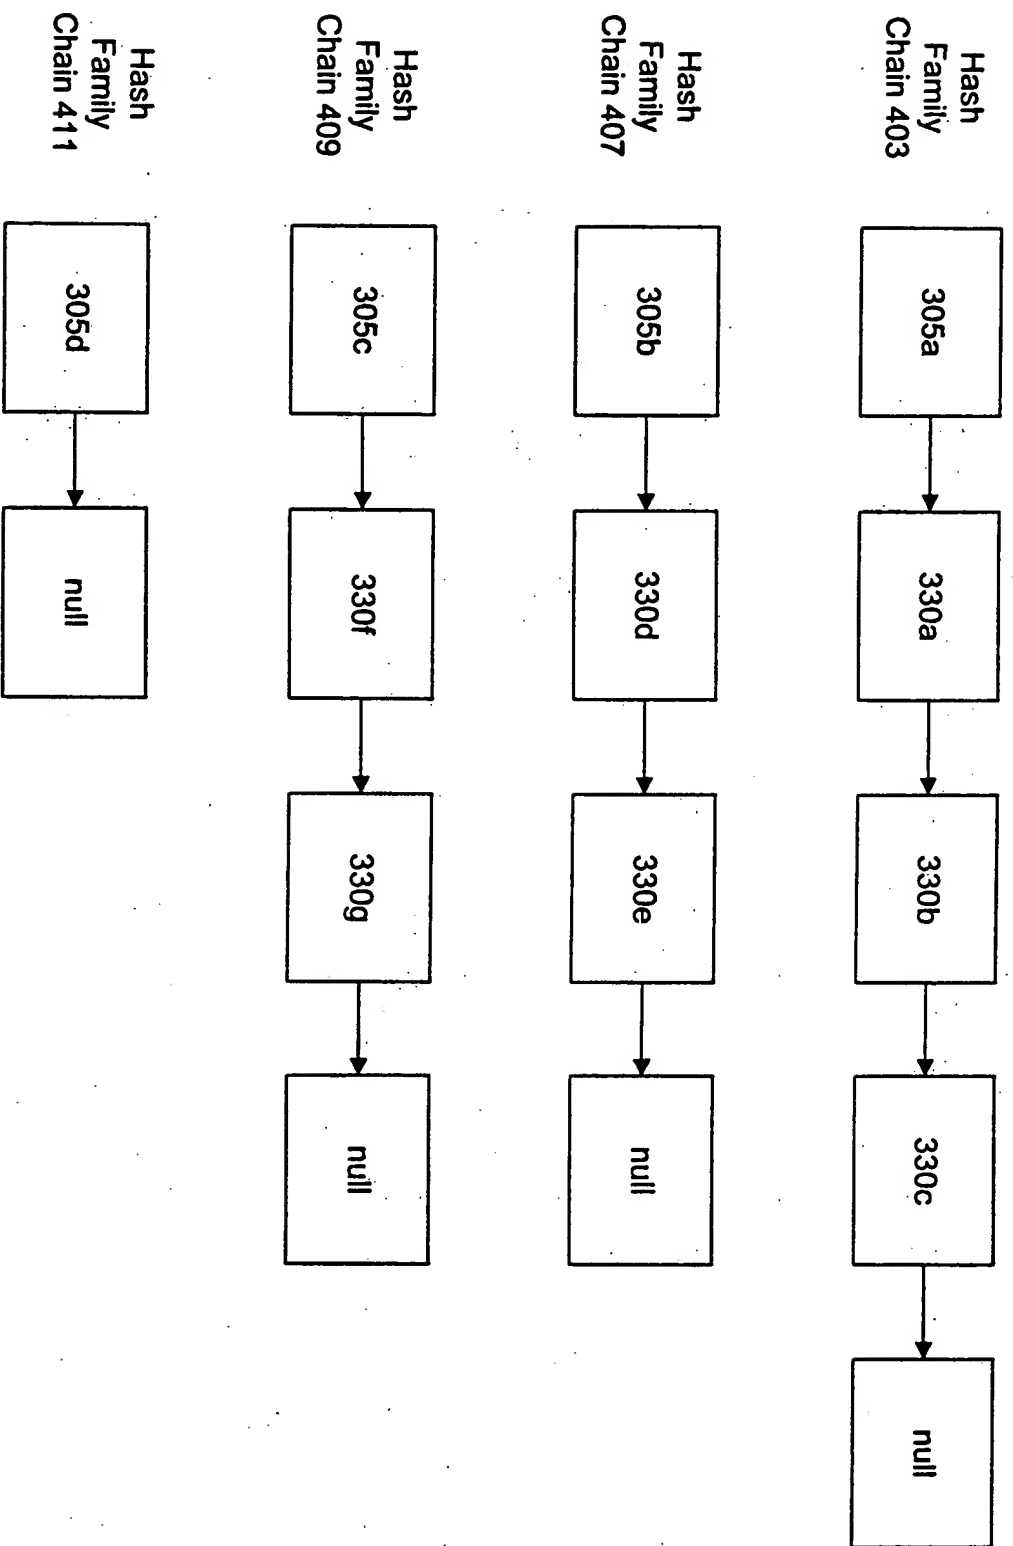 Hash
Family
Chain 403
305a
330a
330b
330c
null
Hash
Family
Chain 407
305b
330d
330e
null
Hash
Family
Chain 409
305c
330f
330g
null
Hash
Family
Chain 411
305d
null